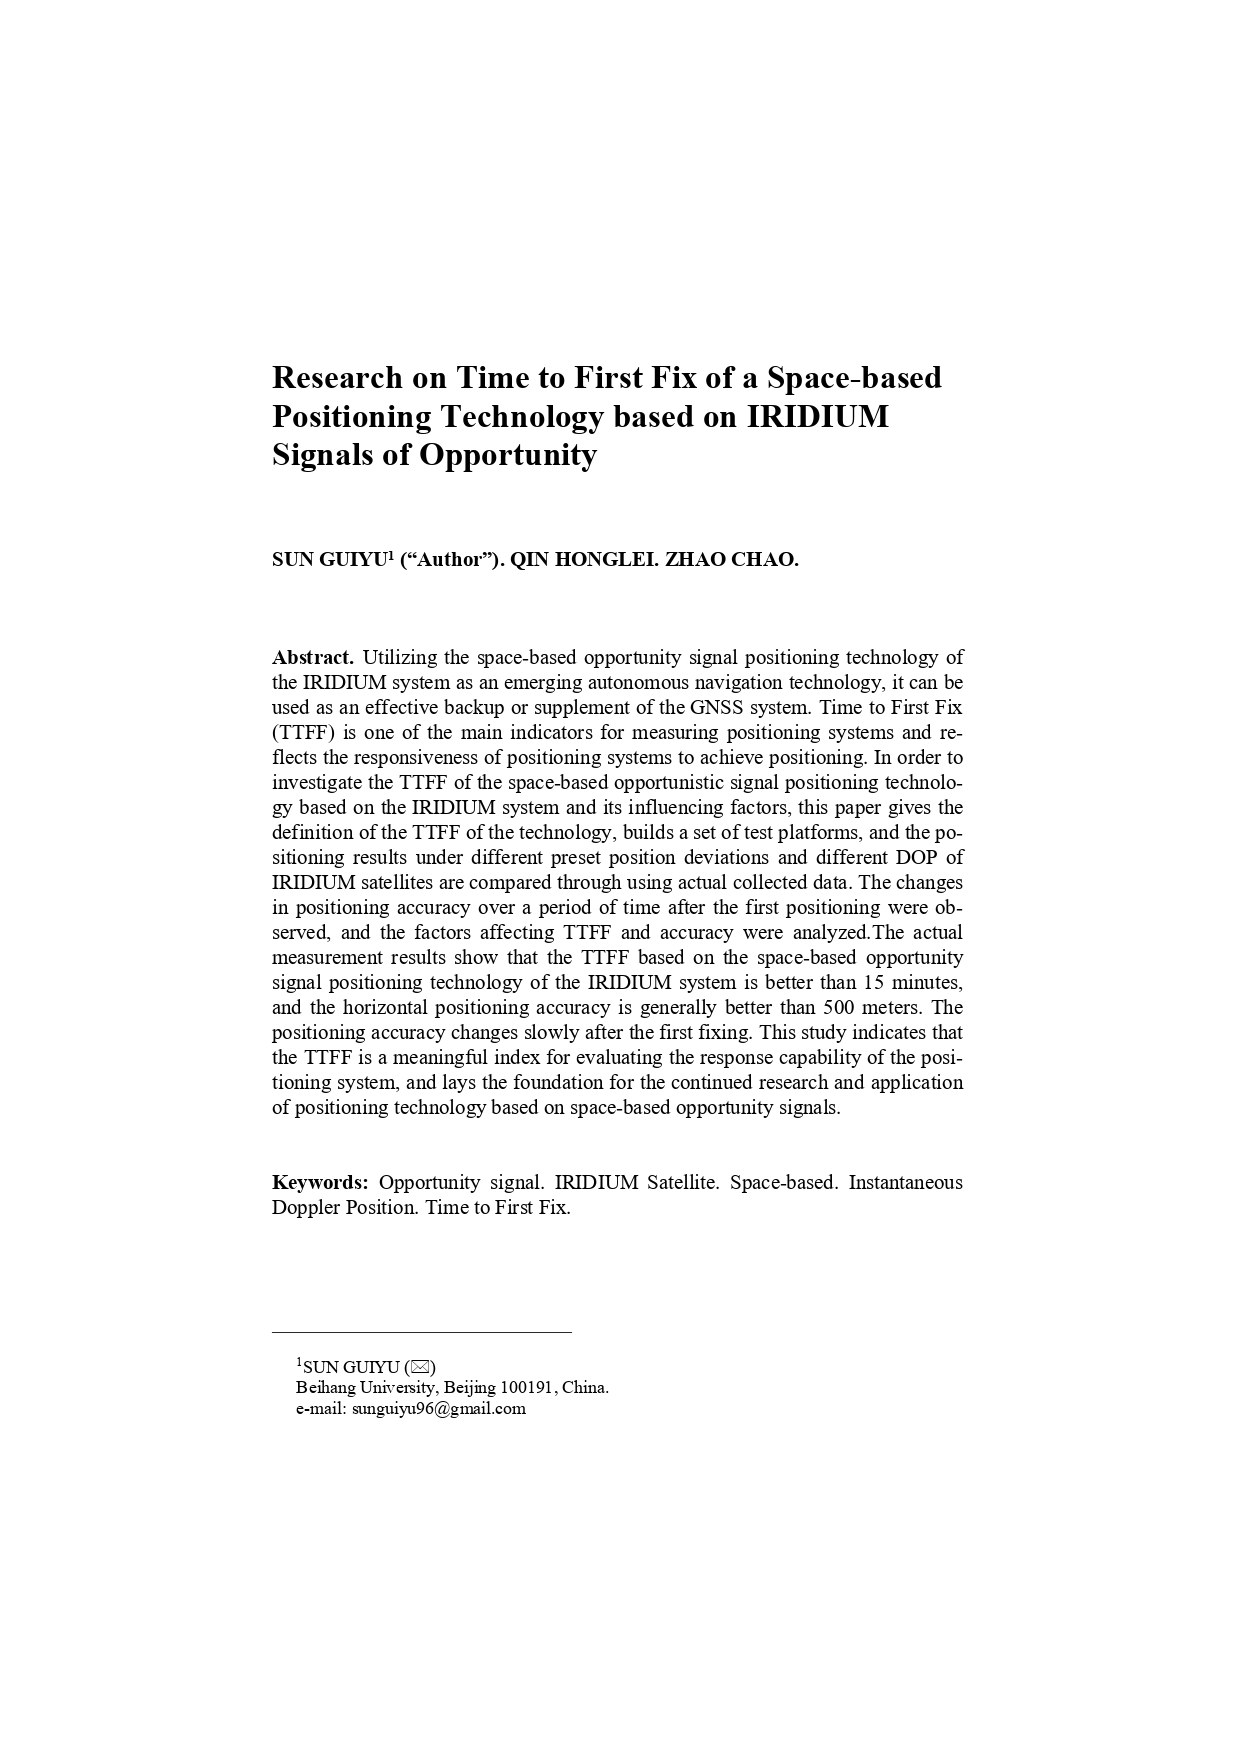 Research on Time to First Fix of a Space-based
Positioning Technology based on IRIDIUM
Signals of Opportunity
SUN GUIYU¹ (“Author”). QIN HONGLEI. ZHAO CHAO.
Abstract. Utilizing the space-based opportunity signal positioning technology of
the IRIDIUM system as an emerging autonomous navigation technology, it can be
used as an effective backup or supplement of the GNSS system. Time to First Fix
(TTFF) is one of the main indicators for measuring positioning systems and re-
flects the responsiveness of positioning systems to achieve positioning. In order to
investigate the TTFF of the space-based opportunistic signal positioning technolo-
gy based on the IRIDIUM system and its influencing factors, this paper gives the
definition of the TTFF of the technology, builds a set of test platforms, and the po-
sitioning results under different preset position deviations and different DOP of
IRIDIUM satellites are compared through using actual collected data. The changes
in positioning accuracy over a period of time after the first positioning were ob-
served, and the factors affecting TTFF and accuracy were analyzed.The actual
measurement results show that the TTFF based on the space-based opportunity
signal positioning technology of the IRIDIUM system is better than 15 minutes,
and the horizontal positioning accuracy is generally better than 500 meters. The
positioning accuracy changes slowly after the first fixing. This study indicates that
the TTFF is a meaningful index for evaluating the response capability of the posi-
tioning system, and lays the foundation for the continued research and application
of positioning technology based on space-based opportunity signals.
Keywords: Opportunity signal. IRIDIUM Satellite. Space-based. Instantaneous
Doppler Position. Time to First Fix.
¹SUN GUIYU (✉)
Beihang University, Beijing 100191, China.
e-mail: sunguiyu96@gmail.com